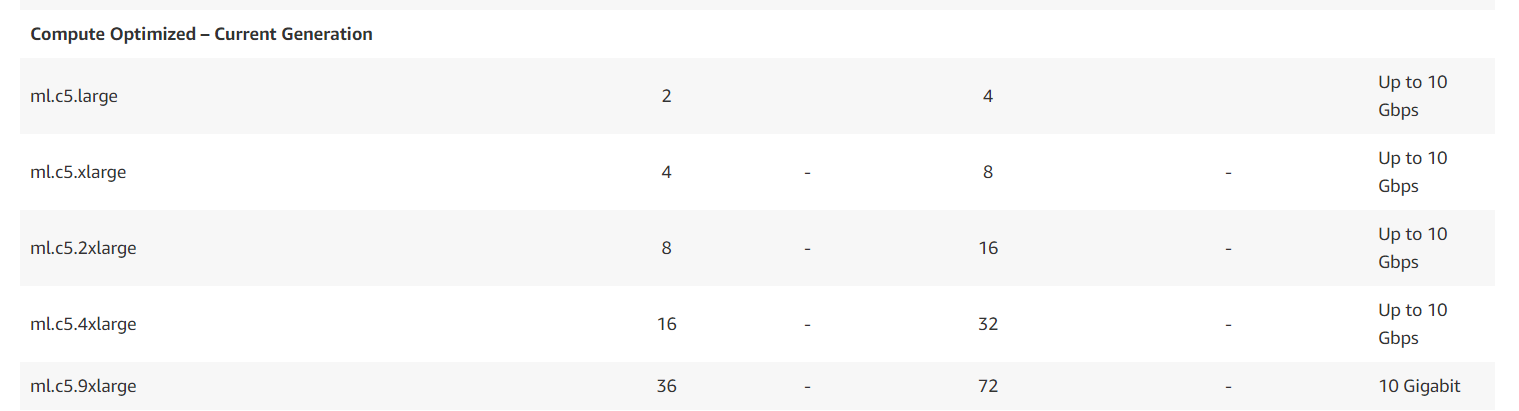 Compute Optimized – Current Generation
ml.c5.large 2 4 Up to 10
Gbps
ml.c5.xlarge 4 - 8 - Up to 10
Gbps
ml.c5.2xlarge 8 - 16 - Up to 10
Gbps
ml.c5.4xlarge 16 - 32 - Up to 10
Gbps
ml.c5.9xlarge 36 - 72 - 10 Gigabit